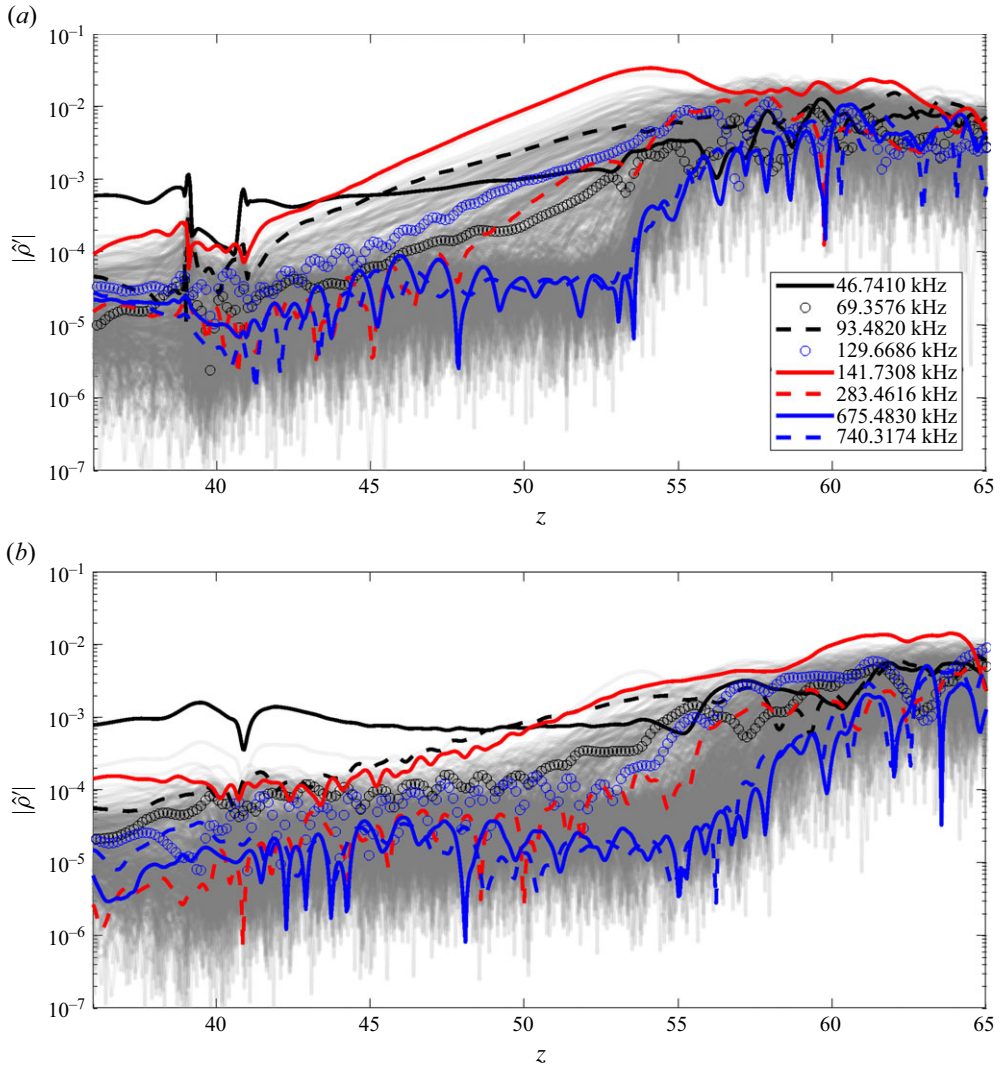 (a)
10–1
10–2
10–3
10–4
10–5
10–6
10–7
|ρ̂′|
46.7410 kHz
69.3576 kHz
93.4820 kHz
129.6686 kHz
141.7308 kHz
283.4616 kHz
675.4830 kHz
740.3174 kHz
40 45 50 55 60 65
z
(b)
10–1
10–2
10–3
10–4
10–5
10–6
10–7
|ρ̂′|
40 45 50 55 60 65
z